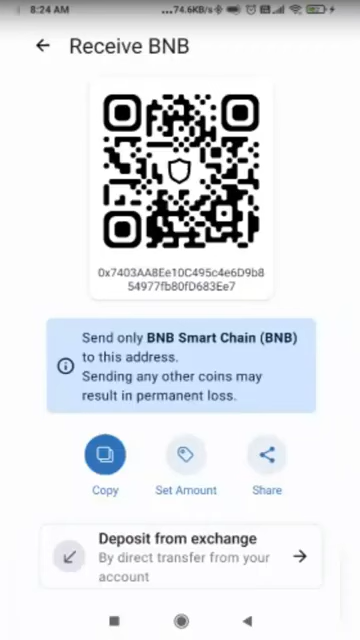 8:24 AM
...74.6KB/s
Receive BNB
0x7403AA8Ee10C495c4e6D9b8
54977fb80fD683Ee7
Send only BNB Smart Chain (BNB)
to this address.
Sending any other coins may
result in permanent loss.
Copy
Set Amount
Share
Deposit from exchange
By direct transfer from your
account